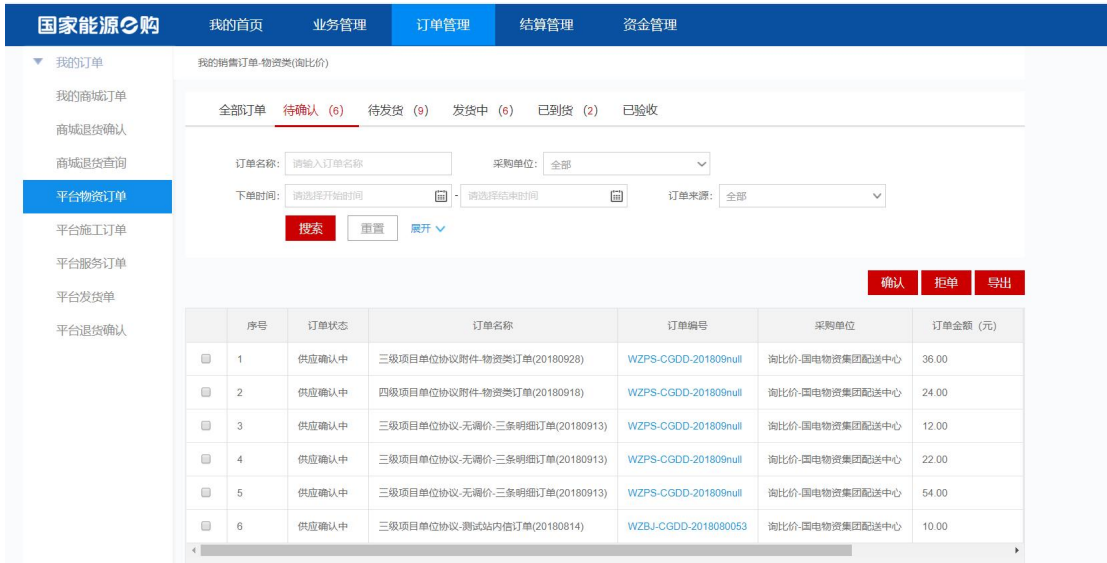 国家能源e购 我的首页 业务管理 订单管理 结算管理 资金管理
我的订单
我的商城订单
商城退货确认
商城退货查询
平台物资订单
平台施工订单
平台服务订单
平台发货单
平台退货确认
我的销售订单-物资类(询比价)
全部订单 待确认 (6) 待发货 (9) 发货中 (6) 已到货 (2) 已验收
订单名称: 请输入订单名称 采购单位: 全部
下单时间: 请选择开始时间 - 请选择结束时间 订单来源: 全部
搜索 重置 展开
确认 拒单 导出
序号 订单状态 订单名称 订单编号 采购单位 订单金额 (元)
1 供应确认中 三级项目单位协议附件-物资类订单(20180928) WZPS-CGDD-201809null 询比价-国电物资集团配送中心 36.00
2 供应确认中 四级项目单位协议附件-物资类订单(20180918) WZPS-CGDD-201809null 询比价-国电物资集团配送中心 24.00
3 供应确认中 三级项目单位协议-无调价-三条明细订单(20180913) WZPS-CGDD-201809null 询比价-国电物资集团配送中心 12.00
4 供应确认中 三级项目单位协议-无调价-三条明细订单(20180913) WZPS-CGDD-201809null 询比价-国电物资集团配送中心 22.00
5 供应确认中 三级项目单位协议-无调价-三条明细订单(20180913) WZPS-CGDD-201809null 询比价-国电物资集团配送中心 54.00
6 供应确认中 三级项目单位协议-测试站内信订单(20180814) WZBJ-CGDD-2018080053 询比价-国电物资集团配送中心 10.00